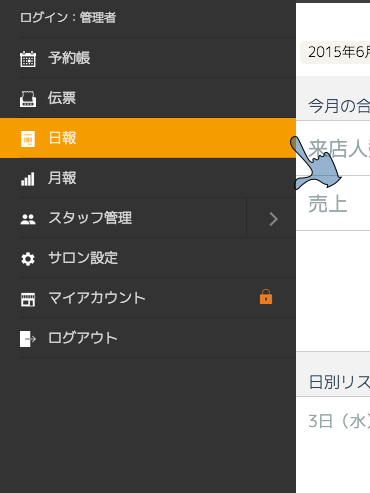 ログイン：管理者
予約帳
伝票
日報
月報
スタッフ管理
サロン設定
マイアカウント
ログアウト
2015年6月
今月の合
来店人数
売上
日別リス
3日（水）